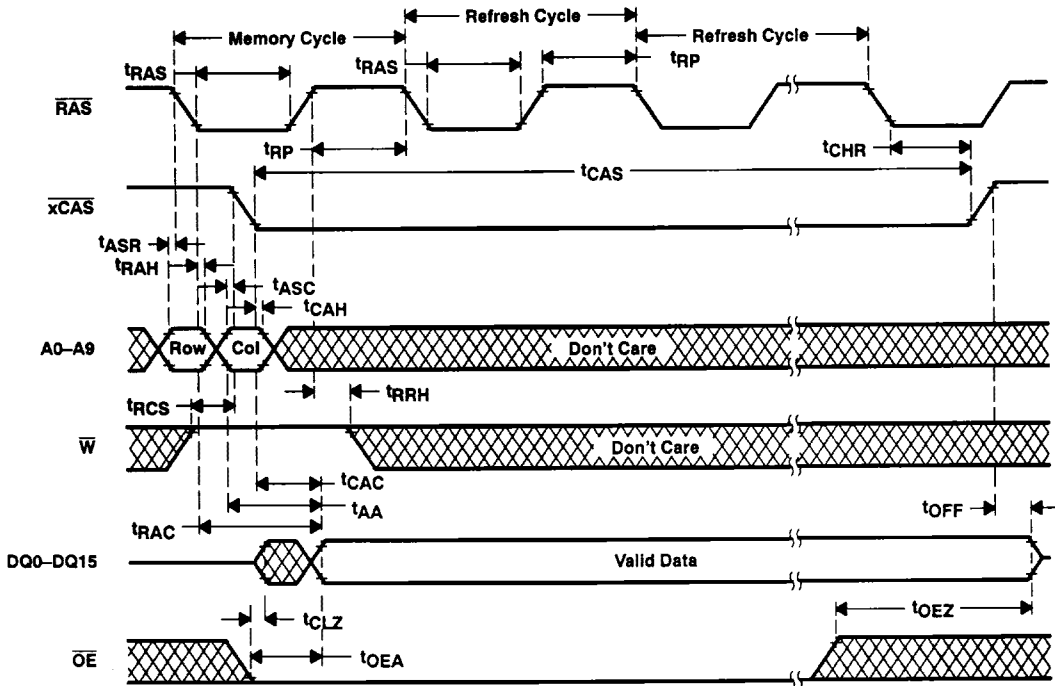 Refresh Cycle
Memory Cycle
Refresh Cycle
tRAS
tRAS
tRP
RAS
tRP
tCHR
tCAS
xCAS
tASR
tRAH
tASC
tCAH
A0–A9
Row
Col
Don't Care
tRRH
tRCS
W
Don't Care
tCAC
tAA
tOFF
tRAC
DQ0–DQ15
Valid Data
tCLZ
tOEZ
OE
tOEA